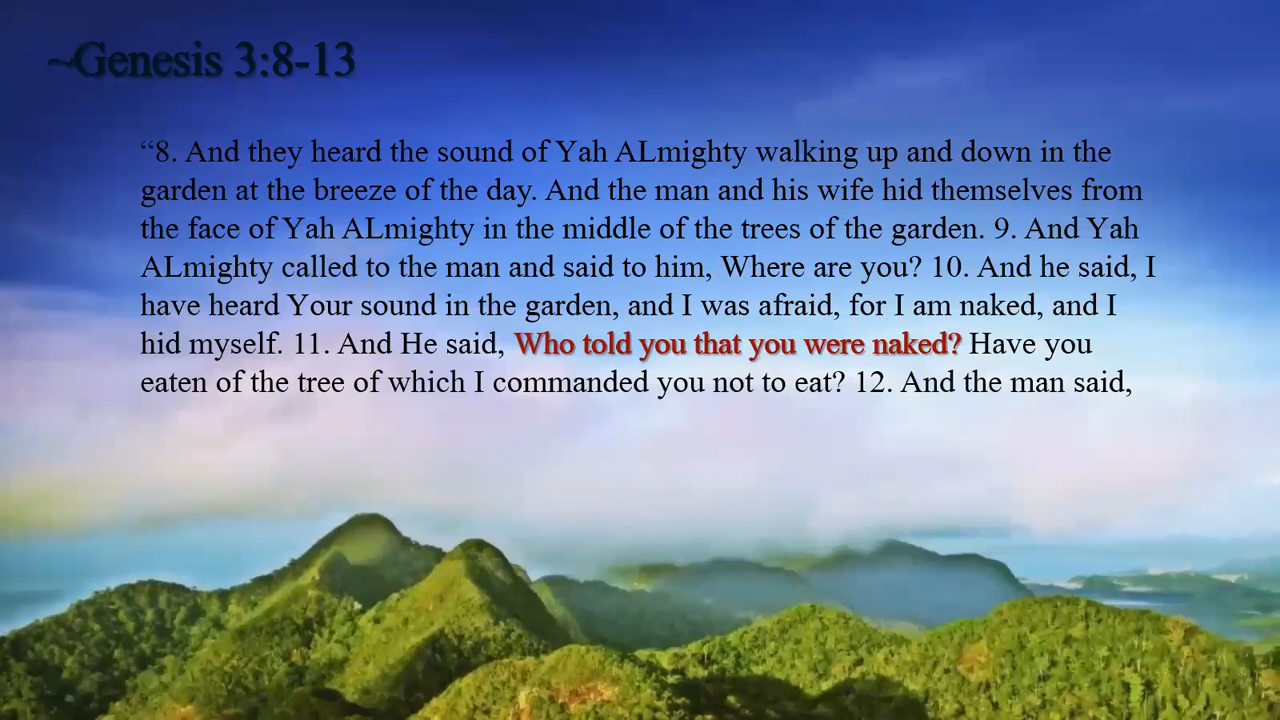 ~Genesis 3:8-13
“8. And they heard the sound of Yah ALmighty walking up and down in the
garden at the breeze of the day. And the man and his wife hid themselves from
the face of Yah ALmighty in the middle of the trees of the garden. 9. And Yah
ALmighty called to the man and said to him, Where are you? 10. And he said, I
have heard Your sound in the garden, and I was afraid, for I am naked, and I
hid myself. 11. And He said, Who told you that you were naked? Have you
eaten of the tree of which I commanded you not to eat? 12. And the man said,